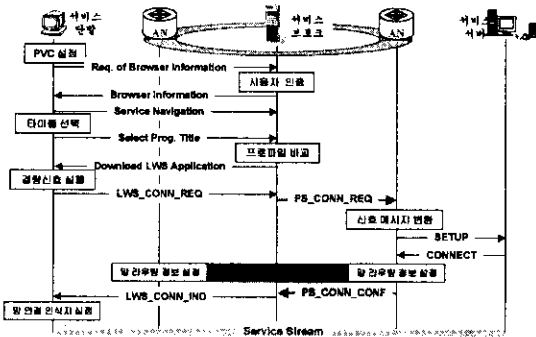 서비스
단말
AN
서비스
브로크
AN
서비스
서버
PVC 설정
Req. of Browser Information
사용자 인증
Browser Information
Service Navigation
타이틀 선택
Select Prog. Title
프로파일 비교
Download LWS Application
경량신호 실행
LWS_CONN_REQ
PS_CONN_REQ
신호 메시지 변환
SETUP
CONNECT
망 라우팅 정보 설정
망 라우팅 정보 설정
LWS_CONN_IND
PS_CONN_CONF
망 연결 인식자 설정
Service Stream